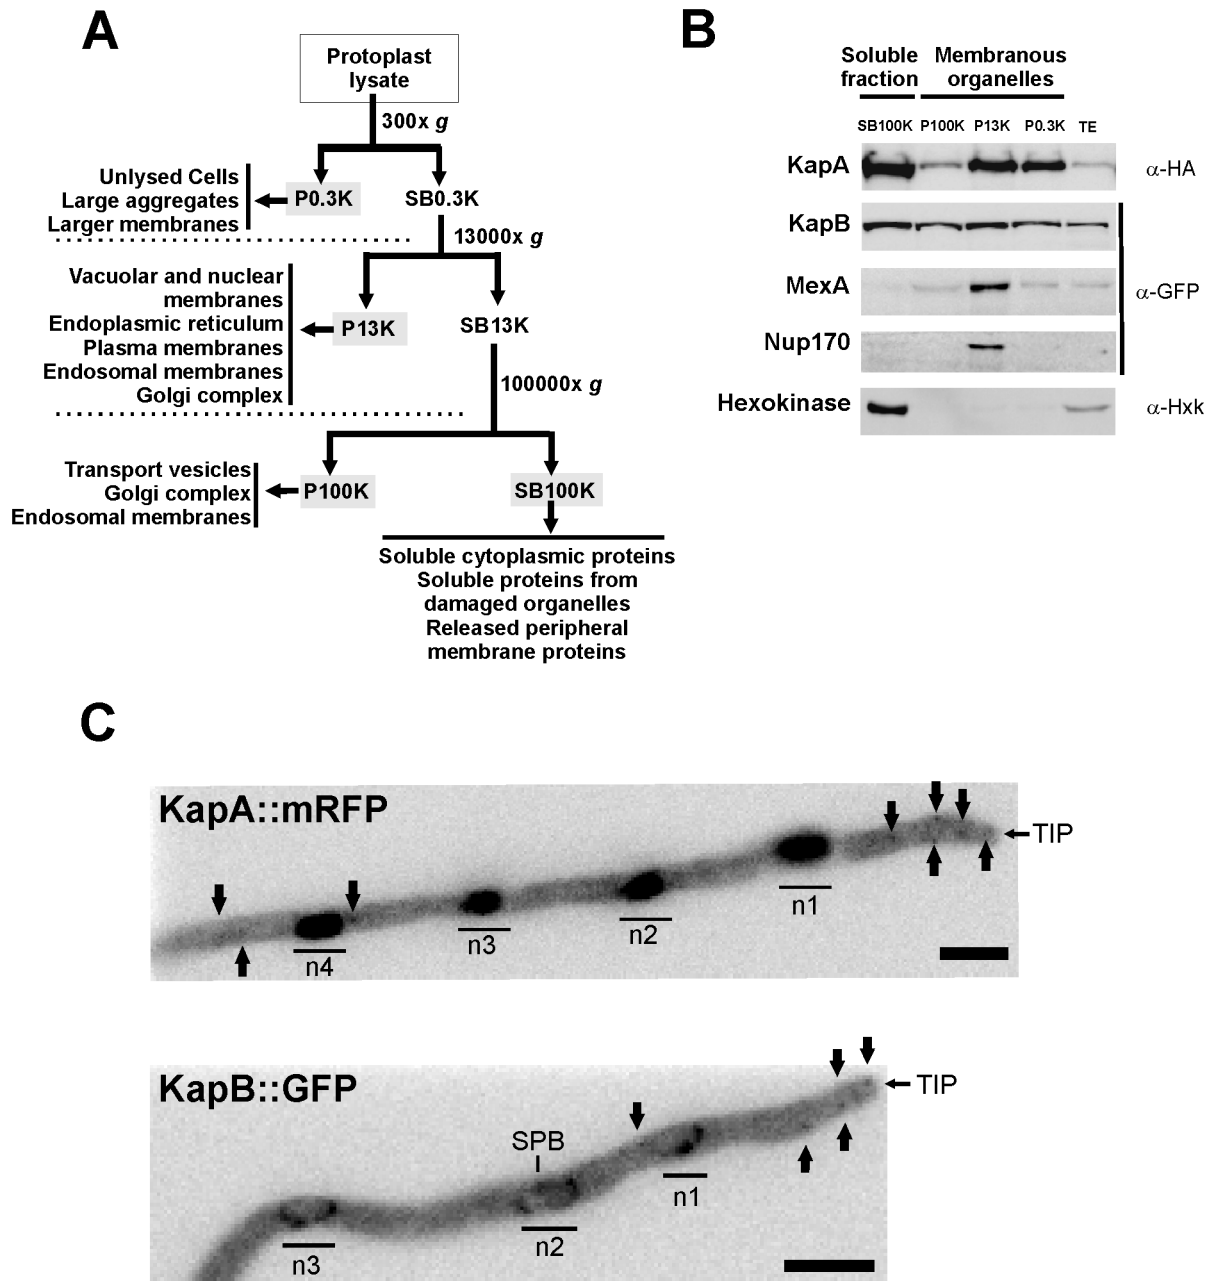 A
Protoplast
lysate
300x g
Unlysed Cells
Large aggregates
Larger membranes
P0.3K
SB0.3K
13000x g
Vacuolar and nuclear
membranes
Endoplasmic reticulum
Plasma membranes
Endosomal membranes
Golgi complex
P13K
SB13K
100000x g
Transport vesicles
Golgi complex
Endosomal membranes
P100K
SB100K
Soluble cytoplasmic proteins
Soluble proteins from
damaged organelles
Released peripheral
membrane proteins
B
Soluble
fraction
Membranous
organelles
SB100K P100K P13K P0.3K TE
KapA
α-HA
KapB
MexA
α-GFP
Nup170
Hexokinase
α-Hxk
C
KapA::mRFP
TIP
n1
n2
n3
n4
KapB::GFP
TIP
SPB
n1
n2
n3